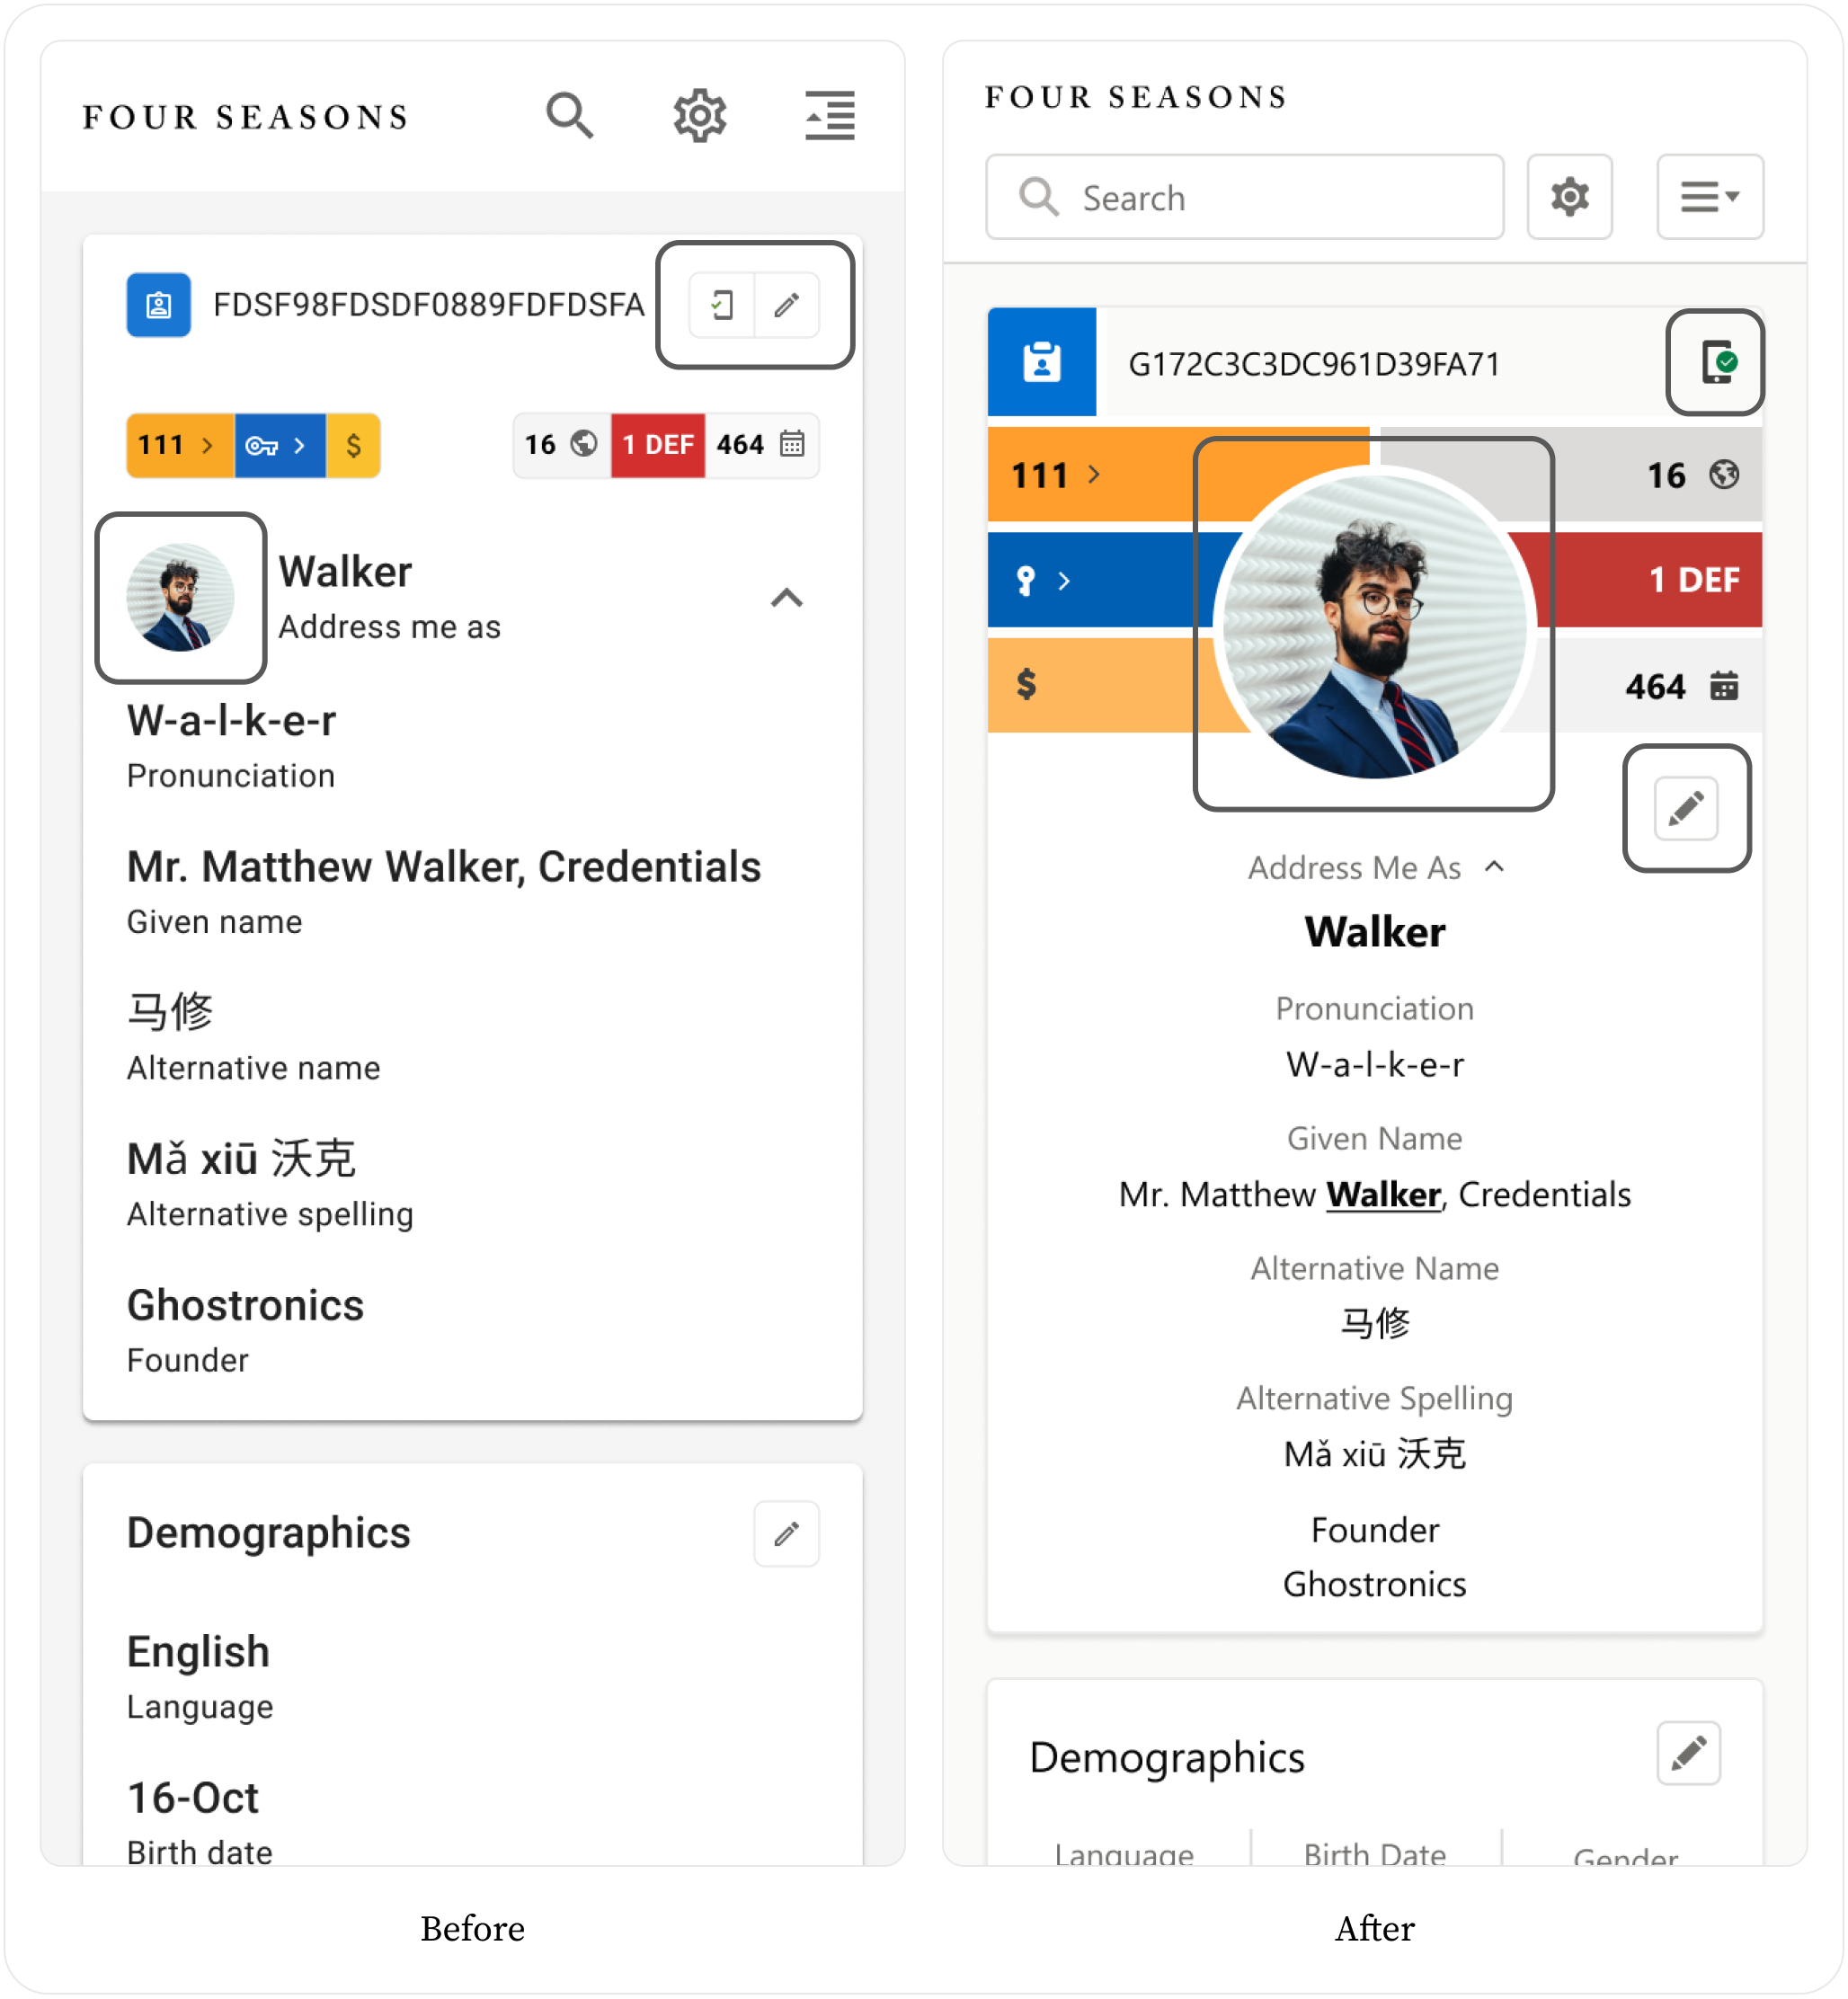 FOUR SEASONS
FDSF98FDSDF0889FDFDSFA
111 > > $ 16 1 DEF 464
Walker
Address me as
W-a-l-k-e-r
Pronunciation
Mr. Matthew Walker, Credentials
Given name
马修
Alternative name
Mǎ xiū 沃克
Alternative spelling
Ghostronics
Founder
Demographics
English
Language
16-Oct
Birth date
Before
FOUR SEASONS
Search
G172C3C3DC961D39FA71
111 > 16
> 1 DEF
$ 464
Address Me As
Walker
Pronunciation
W-a-l-k-e-r
Given Name
Mr. Matthew Walker, Credentials
Alternative Name
马修
Alternative Spelling
Mǎ xiū 沃克
Founder
Ghostronics
Demographics
Language Birth Date Gender
After